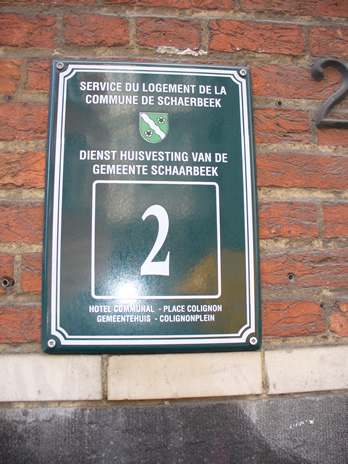 SERVICE DU LOGEMENT DE LA
COMMUNE DE SCHAERBEEK
DIENST HUISVESTING VAN DE
GEMEENTE SCHAARBEEK
2
HOTEL COMMUNAL - PLACE COLIGNON
GEMEENTEHUIS - COLIGNONPLEIN
2